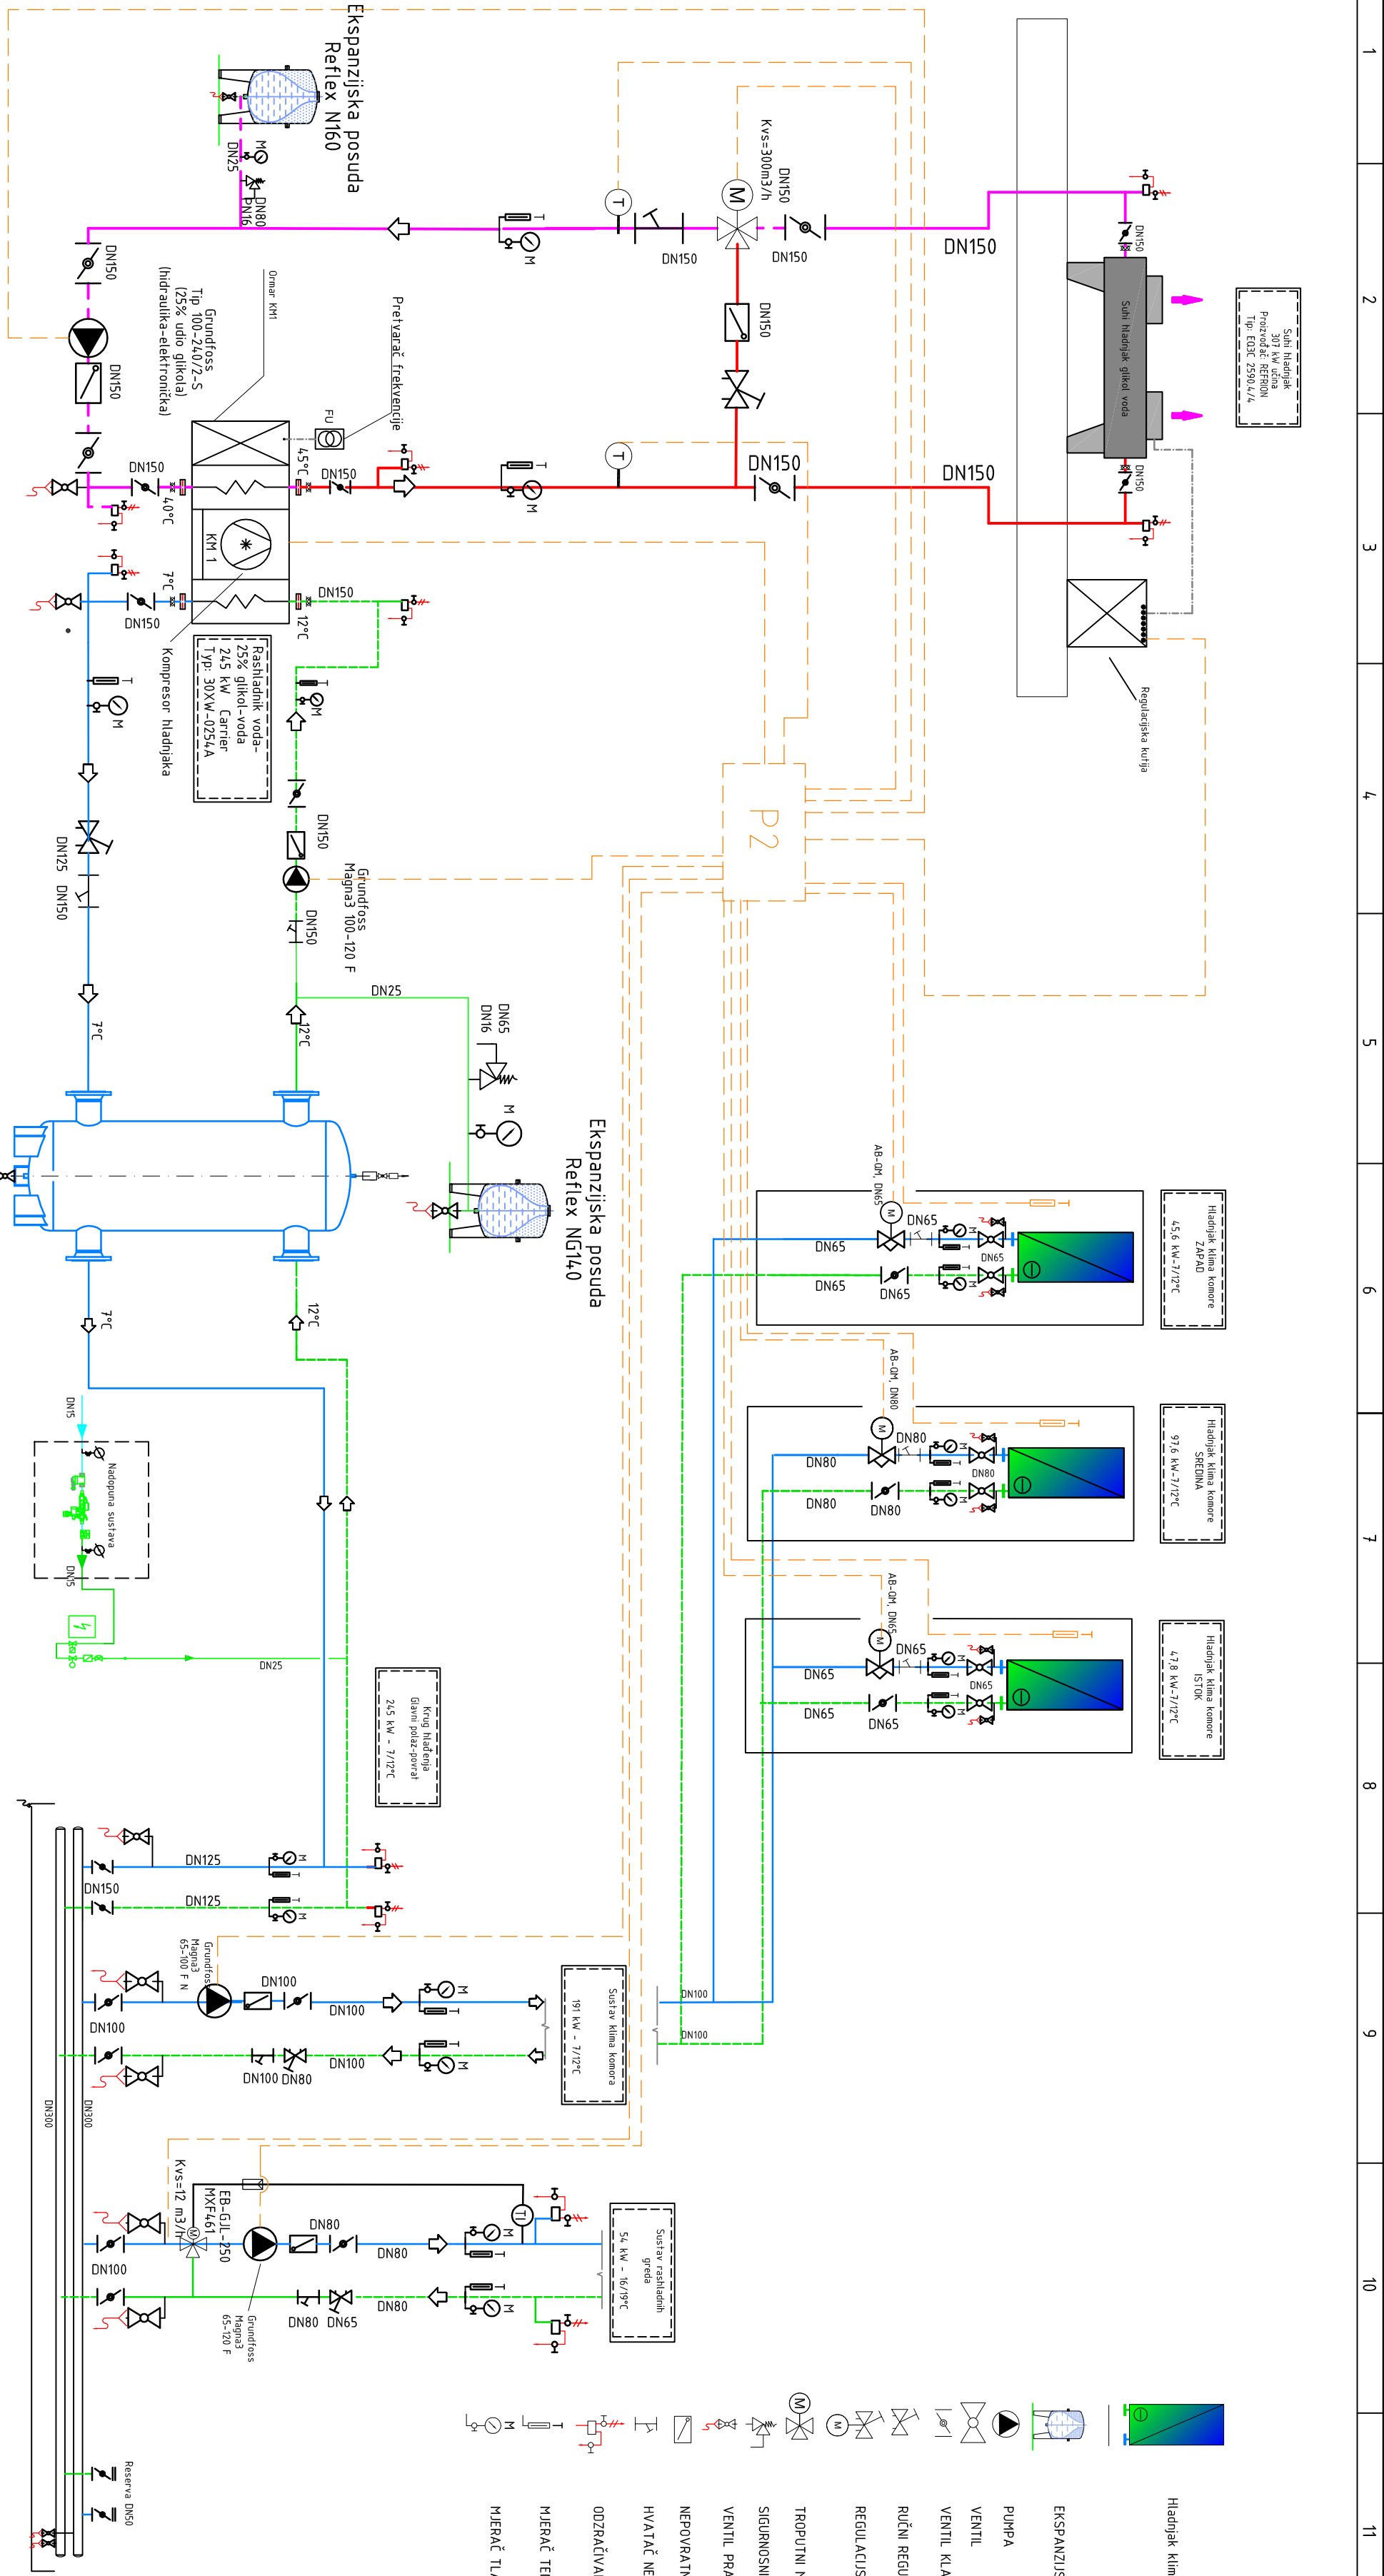 1
2
3
4
5
6
7
8
9
10
11
Ekspanzijska posuda
Reflex N160
M
DN25
DN80
PN16
DN150
Grundfoss
Tip 100-240/2-S
(25% udio glikola)
(hidraulika-elektronička)
DN150
DN150
40°C
Ormar KM1
Pretvarač frekvencije
FU
45°C
DN150
KM 1
7°C
DN150
12°C
DN150
Kompresor hladnjaka
Rashladnik voda-
25% glikol-voda
245 kW Carrier
Typ: 30XW-0254A
T
M
T
M
T
M
T
M
T
T
M
Kvs=300m3/h
DN150
DN150
DN150
DN150
DN150
DN150
DN150
DN150
DN150
Suhi hladnjak glikol voda
Suhi hladnjak
307 kW učina
Proizvođač: REFRION
Tip: EQ3C 2590.4/4
Regulacijska kutija
P2
DN125
DN150
DN150
Grundfoss
Magna3 100-120 F
DN150
DN25
7°C
12°C
DN65
DN16
M
Ekspanzijska posuda
Reflex NG140
7°C
12°C
Hladnjak klima komore
ZAPAD
45,6 kW-7/12°C
AB-QM, DN65
M
DN65
DN65
DN65
DN65
DN65
M
T
T
M
T
Hladnjak klima komore
SREDINA
97,6 kW-7/12°C
AB-QM, DN80
M
DN80
DN80
DN80
DN80
DN80
M
T
T
M
T
Hladnjak klima komore
ISTOK
47,8 kW-7/12°C
AB-QM, DN65
M
DN65
DN65
DN65
DN65
DN65
M
T
T
M
T
DN15
Nadopuna sustava
DN15
DN25
Krug hlađenja
Glavni polaz-povrat
245 kW - 7/12°C
DN125
DN150
DN125
M
T
T
M
Grundfoss
Magna3
65-100 F N
DN100
DN100
DN100
DN100
DN80
DN100
M
T
T
M
Sustav klima komora
191 kW - 7/12°C
DN100
DN100
DN300
DN300
Kvs=12 m3/h
EB-GJL-250
MXF461
M
DN80
DN80
DN100
TI
M
T
T
M
DN80
DN65
DN80
Grundfoss
Magna3
65-120 F
Sustav rashladnih
greda
54 kW - 16/19°C
Reserva DN50
Hladnjak klim
EKSPANZIJS
PUMPA
VENTIL
VENTIL KLA
RUČNI REGU
REGULACIJS
M
TROPUTNI M
M
SIGURNOSNI
VENTIL PRA
NEPOVRATN
HVATAČ NE
ODZRAČIVA
MJERAČ TEI
T
MJERAČ TLA
M